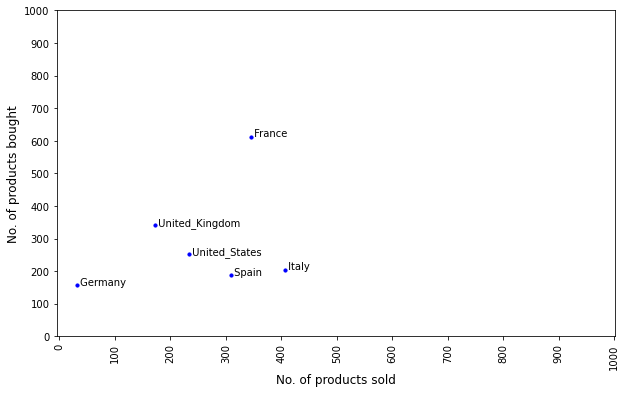 1000
900
800
700
600
500
400
300
200
100
0
No. of products bought
France
United_Kingdom
United_States
Italy
Spain
Germany
0
100
200
300
400
500
600
700
800
900
1000
No. of products sold